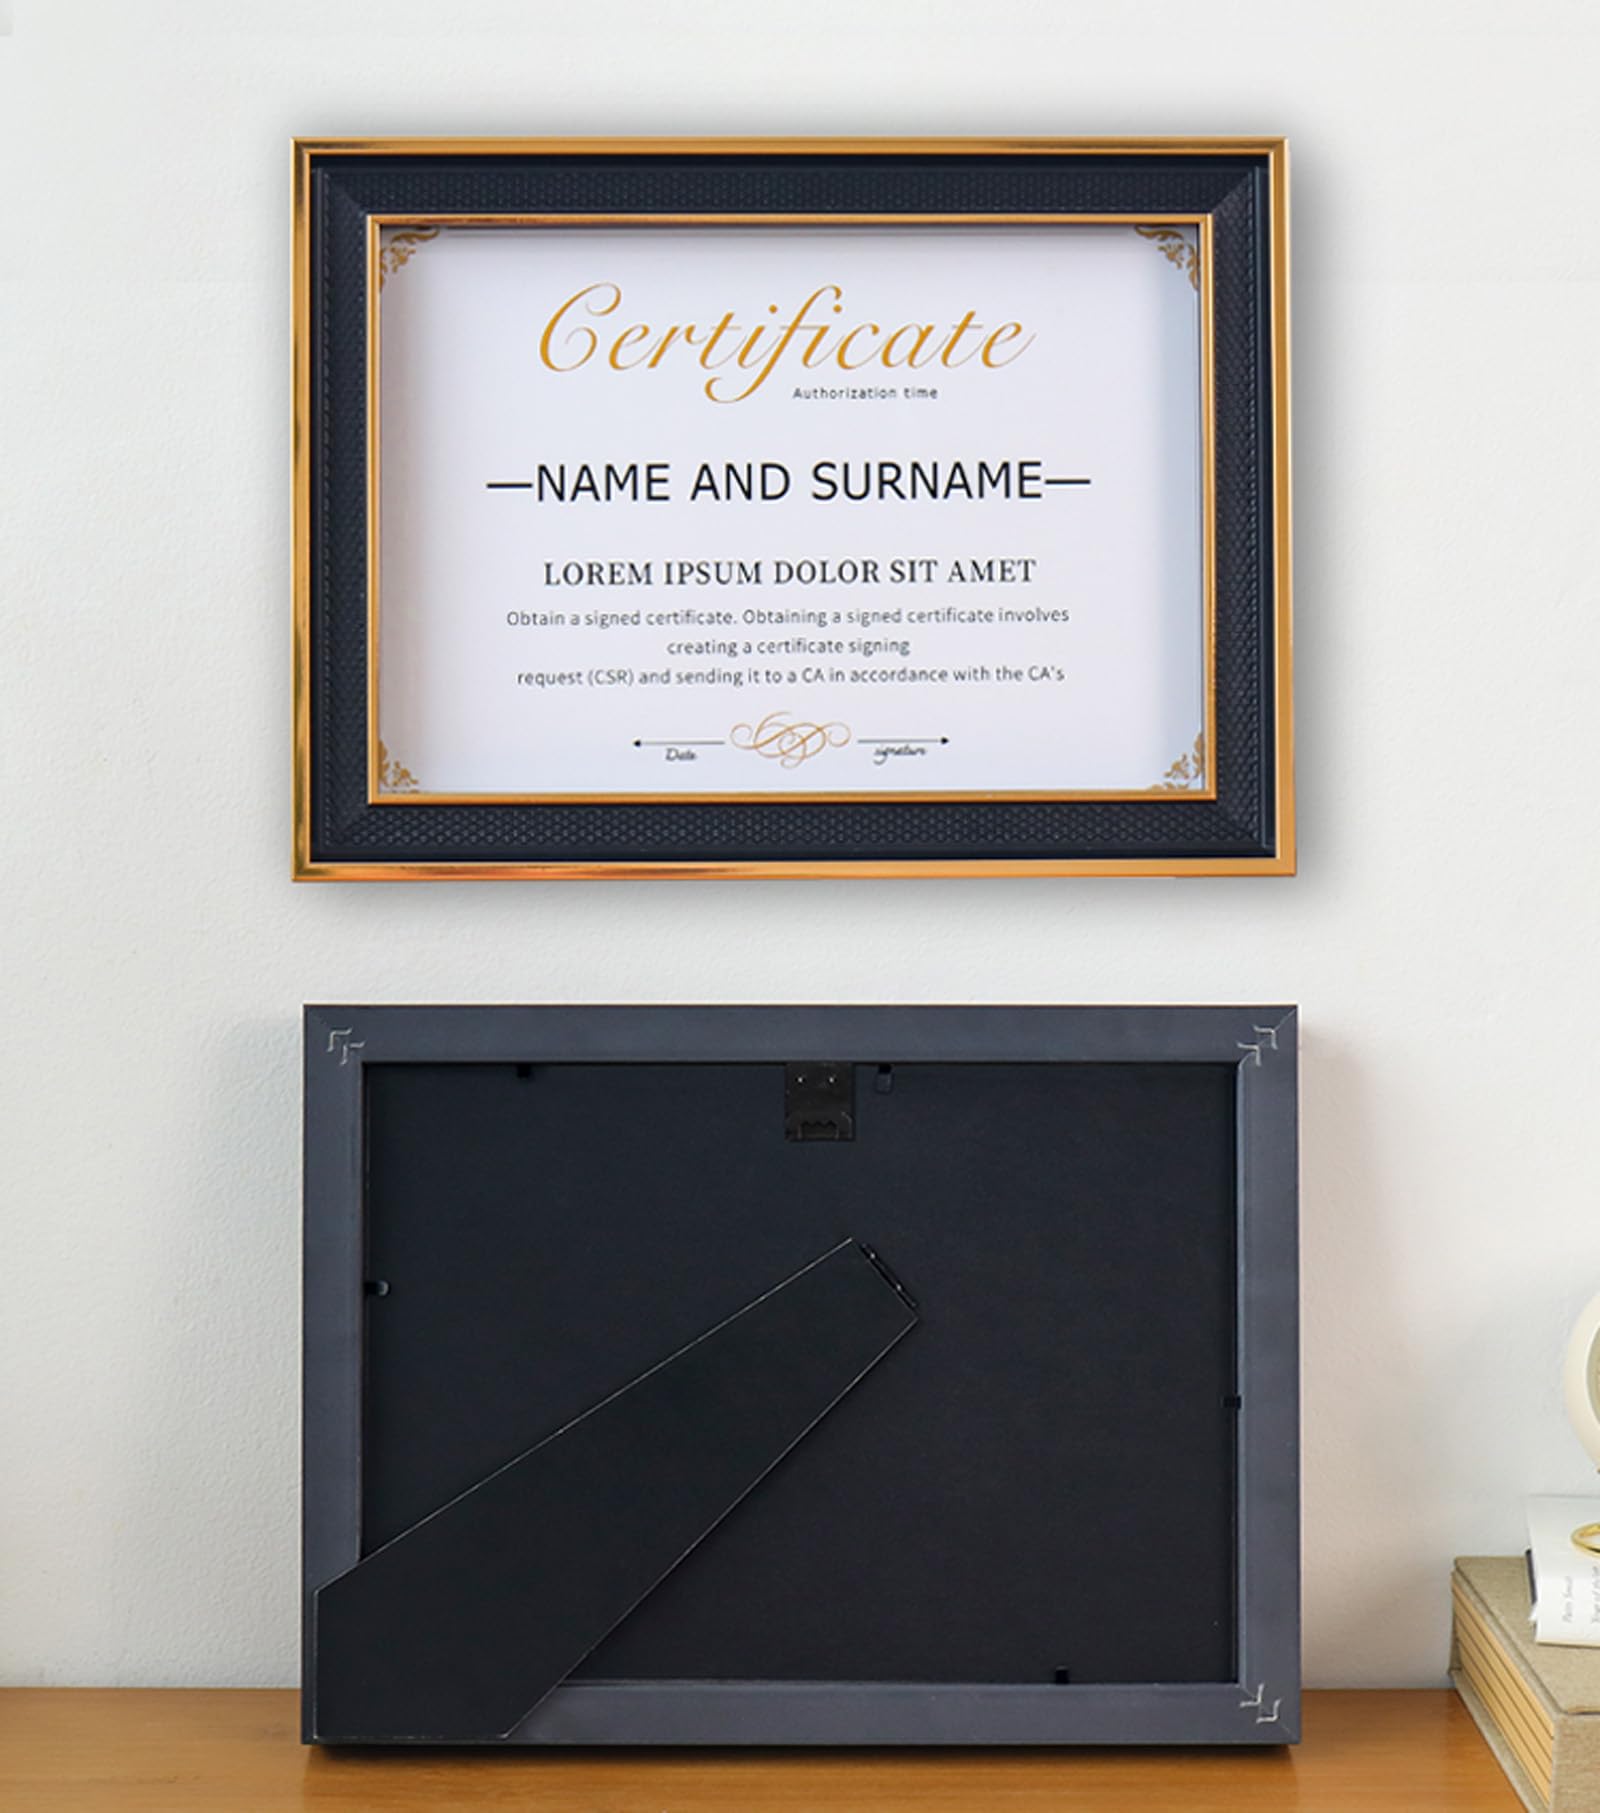 Certificate
Authorization time
—NAME AND SURNAME—
LOREM IPSUM DOLOR SIT AMET
Obtain a signed certificate. Obtaining a signed certificate involves
creating a certificate signing
request (CSR) and sending it to a CA in accordance with the CA's
Date signature